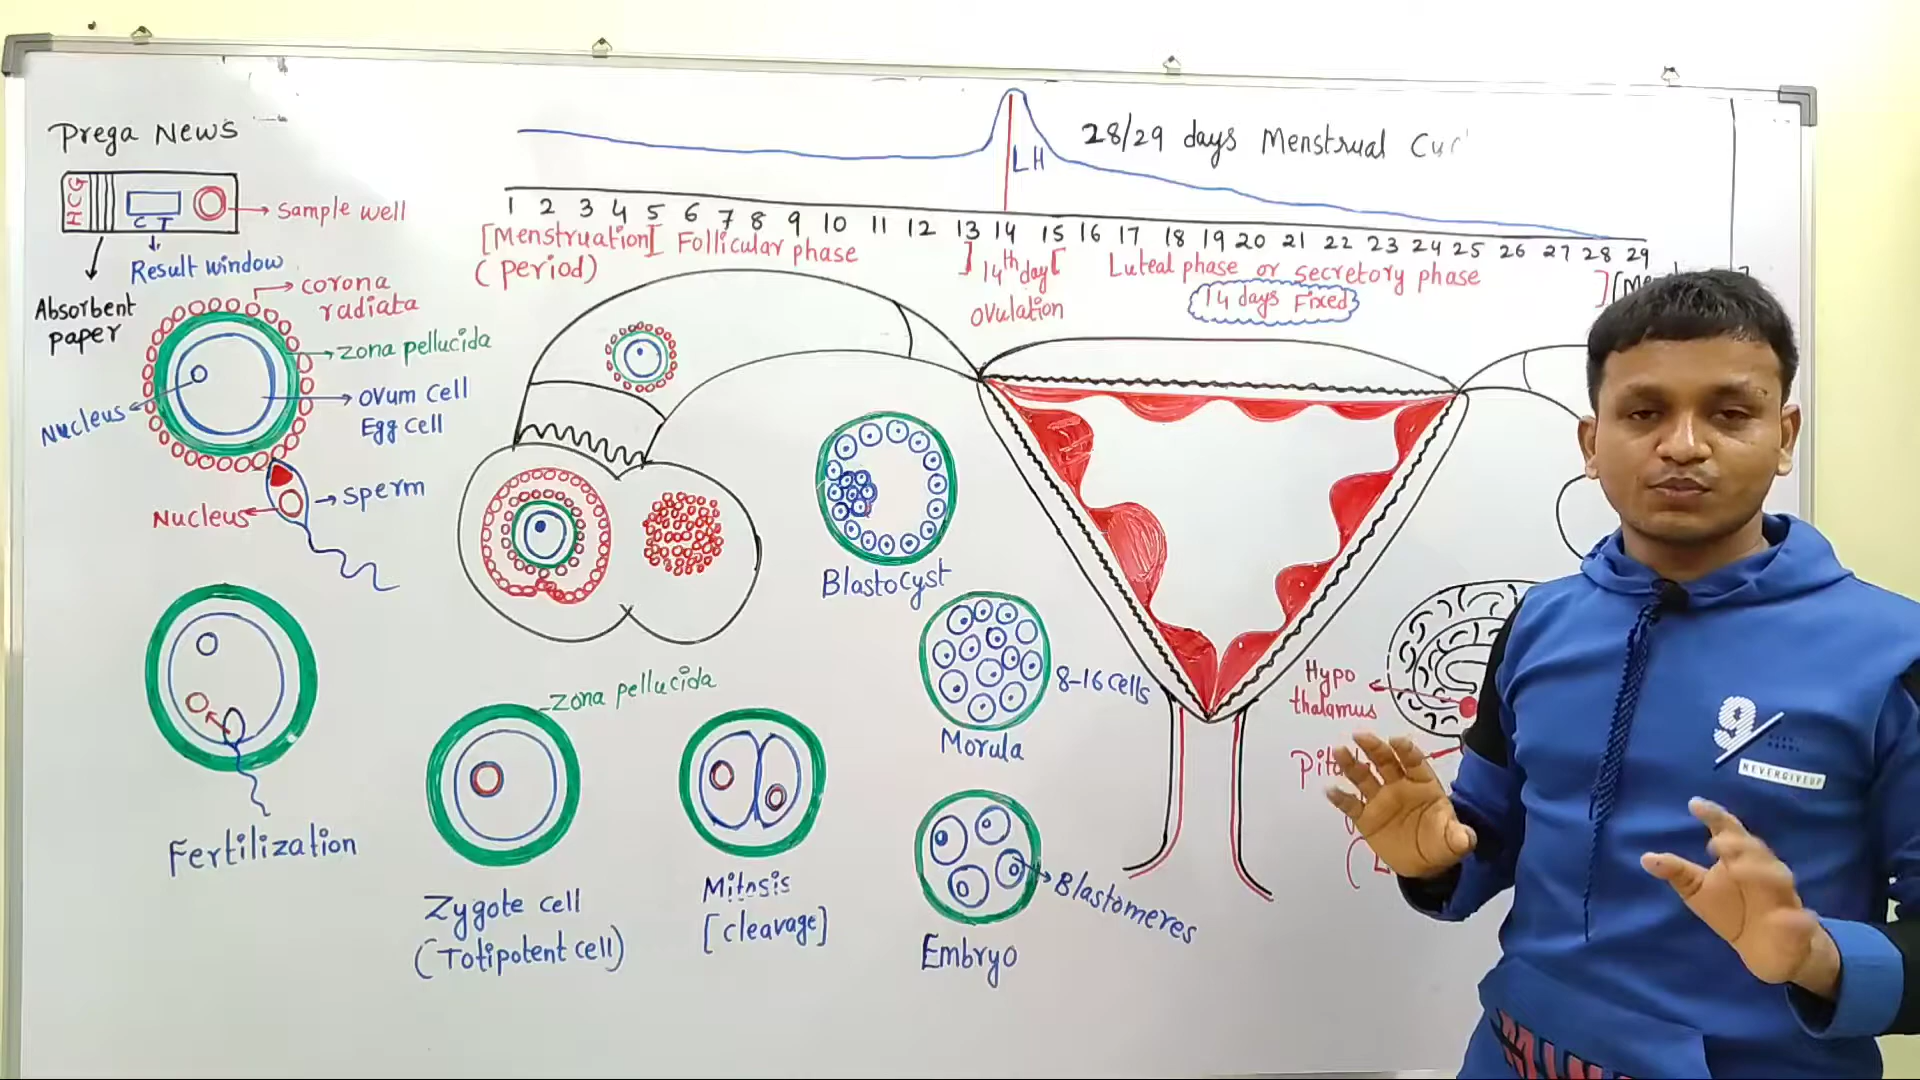 Prega News
HCG
C T
Sample well
Result window
Absorbent
paper
corona
radiata
zona pellucida
ovum cell
Egg cell
Nucleus
sperm
Nucleus
Fertilization
LH
28/29 days Menstrual
1 2 3 4 5 6 7 8 9 10 11 12 13 14 15 16 17 18 19 20 21 22 23 24 25 26 27 28 29
[Menstruation]
(period)
[Follicular phase]
14th day
ovulation
[Luteal phase or secretory phase]
14 days Fixed
Blastocyst
8-16 cells
Morula
Blastomeres
Embryo
zona pellucida
Zygote cell
(Totipotent cell)
Mitosis
[cleavage]
Hypo
thalamus
9
NEVERGIVEUP